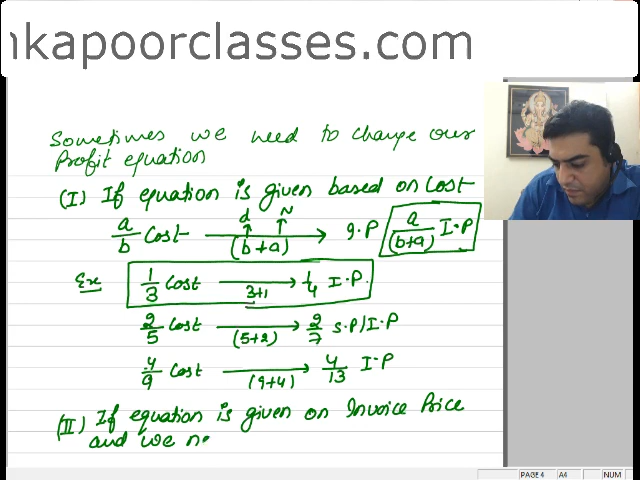 nkapoorclasses.com
Sometimes we need to change our
Profit equation
(I) If equation is given based on Cost
d N
a/b Cost (b+a) I.P a/(b+a) I.P
Ex 1/3 Cost 3+1 1/4 I.P.
2/5 Cost (5+2) 2/7 S.P/I.P
4/9 Cost (9+4) 4/13 I.P
(II) If equation is given on Invoice Price
and we n
PAGE 4 A4 NUM